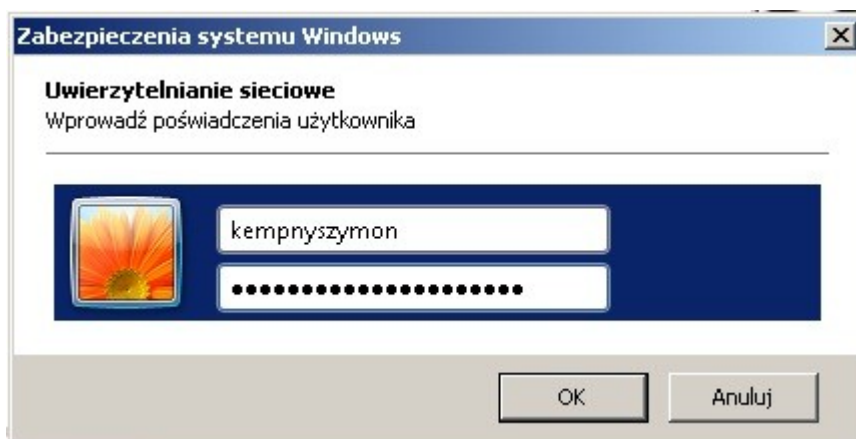 Zabezpieczenia systemu Windows
Uwierzytelnianie sieciowe
Wprowadź poświadczenia użytkownika
kempnyszymon
●●●●●●●●●●●●●●●●●●●●●
OK Anuluj